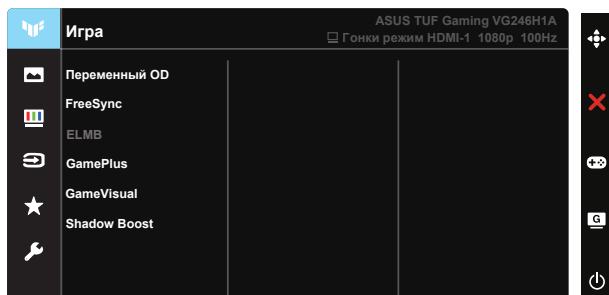 ASUS TUF Gaming VG246H1A
Игра
Гонки режим HDMI-1 1080p 100Hz
Переменный OD
FreeSync
ELMB
GamePlus
GameVisual
Shadow Boost
G